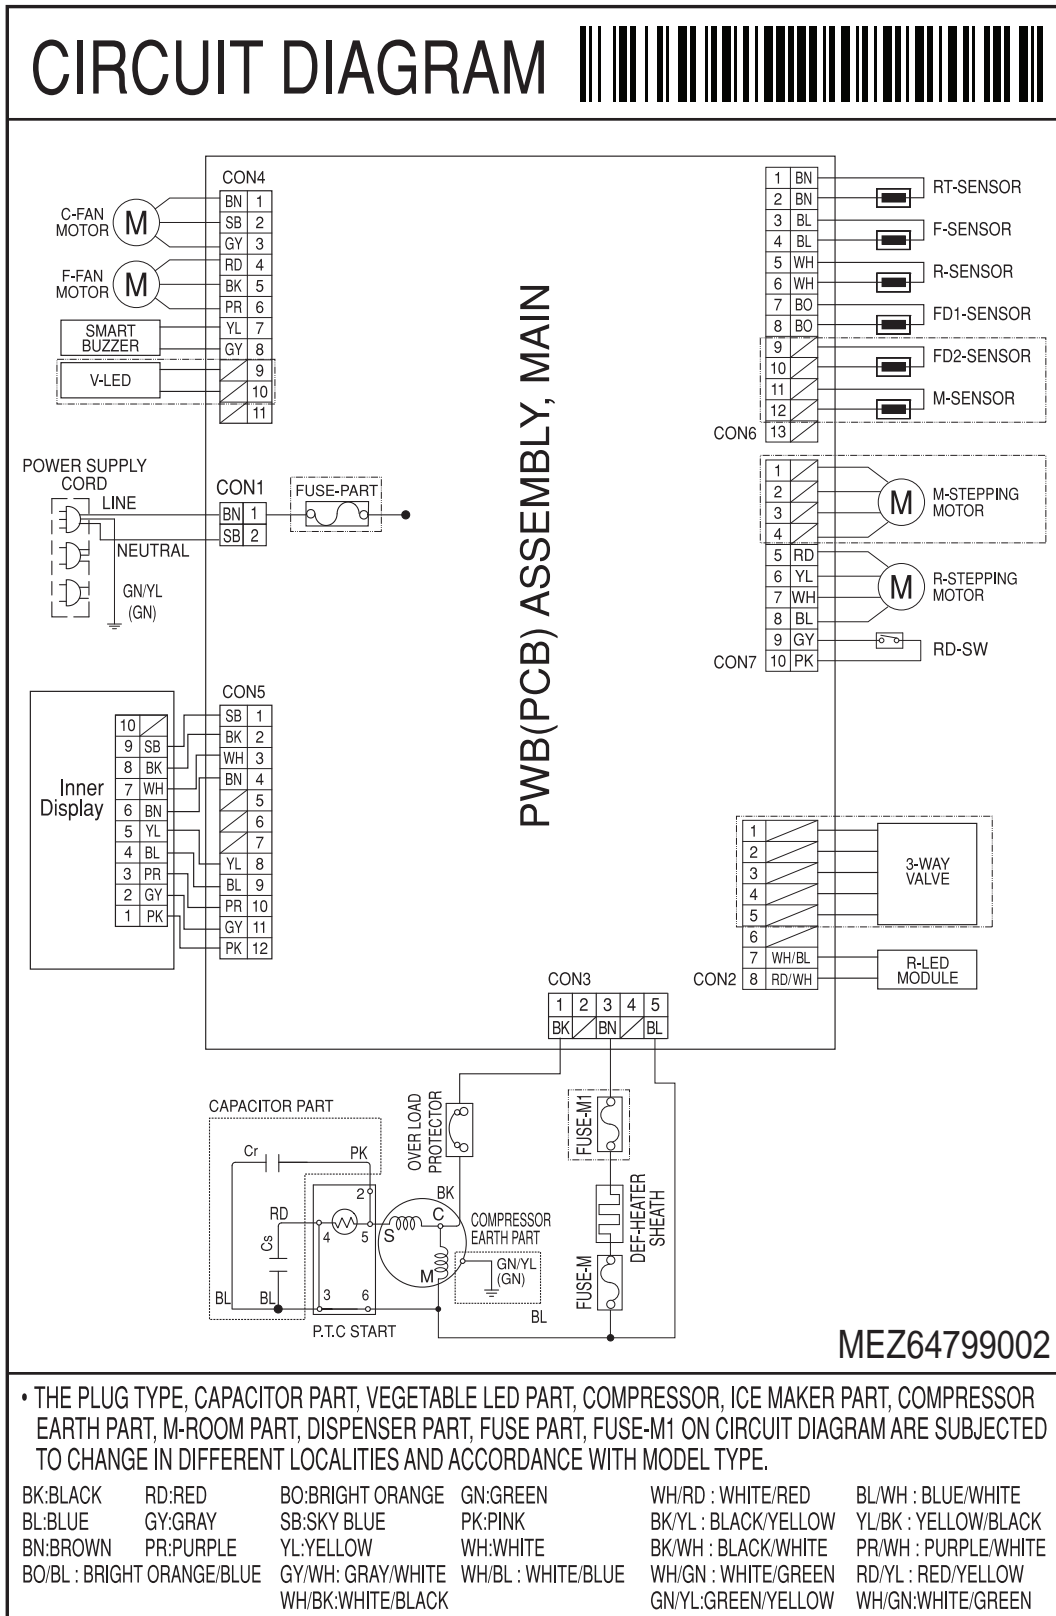 CIRCUIT DIAGRAM
PWB(PCB) ASSEMBLY, MAIN
CON4
BN 1
SB 2
GY 3
RD 4
BK 5
PR 6
YL 7
GY 8
9
10
11
C-FAN
MOTOR
M
F-FAN
MOTOR
M
SMART
BUZZER
V-LED
POWER SUPPLY
CORD
LINE
NEUTRAL
GN/YL
(GN)
CON1
BN 1
SB 2
FUSE-PART
CON5
SB 1
BK 2
WH 3
BN 4
5
6
7
YL 8
BL 9
PR 10
GY 11
PK 12
Inner
Display
10
9 SB
8 BK
7 WH
6 BN
5 YL
4 BL
3 PR
2 GY
1 PK
1 BN
2 BN
3 BL
4 BL
5 WH
6 WH
7 BO
8 BO
9
10
11
12
CON6 13
RT-SENSOR
F-SENSOR
R-SENSOR
FD1-SENSOR
FD2-SENSOR
M-SENSOR
1
2
3
4
5 RD
6 YL
7 WH
8 BL
9 GY
CON7 10 PK
M
M-STEPPING
MOTOR
M
R-STEPPING
MOTOR
RD-SW
1
2
3
4
5
6
7 WH/BL
CON2 8 RD/WH
3-WAY
VALVE
R-LED
MODULE
CON3
1 2 3 4 5
BK BN BL
CAPACITOR PART
Cr
PK
RD
Cs
BL
BL
2
4
5
3
6
P.T.C START
OVER LOAD
PROTECTOR
BK
C
S
M
COMPRESSOR
EARTH PART
GN/YL
(GN)
BL
FUSE-M1
DEF-HEATER
SHEATH
FUSE-M
MEZ64799002
• THE PLUG TYPE, CAPACITOR PART, VEGETABLE LED PART, COMPRESSOR, ICE MAKER PART, COMPRESSOR
EARTH PART, M-ROOM PART, DISPENSER PART, FUSE PART, FUSE-M1 ON CIRCUIT DIAGRAM ARE SUBJECTED
TO CHANGE IN DIFFERENT LOCALITIES AND ACCORDANCE WITH MODEL TYPE.
BK:BLACK RD:RED BO:BRIGHT ORANGE GN:GREEN WH/RD : WHITE/RED BL/WH : BLUE/WHITE
BL:BLUE GY:GRAY SB:SKY BLUE PK:PINK BK/YL : BLACK/YELLOW YL/BK : YELLOW/BLACK
BN:BROWN PR:PURPLE YL:YELLOW WH:WHITE BK/WH : BLACK/WHITE PR/WH : PURPLE/WHITE
BO/BL : BRIGHT ORANGE/BLUE GY/WH: GRAY/WHITE WH/BL : WHITE/BLUE WH/GN : WHITE/GREEN RD/YL : RED/YELLOW
WH/BK:WHITE/BLACK GN/YL:GREEN/YELLOW WH/GN:WHITE/GREEN